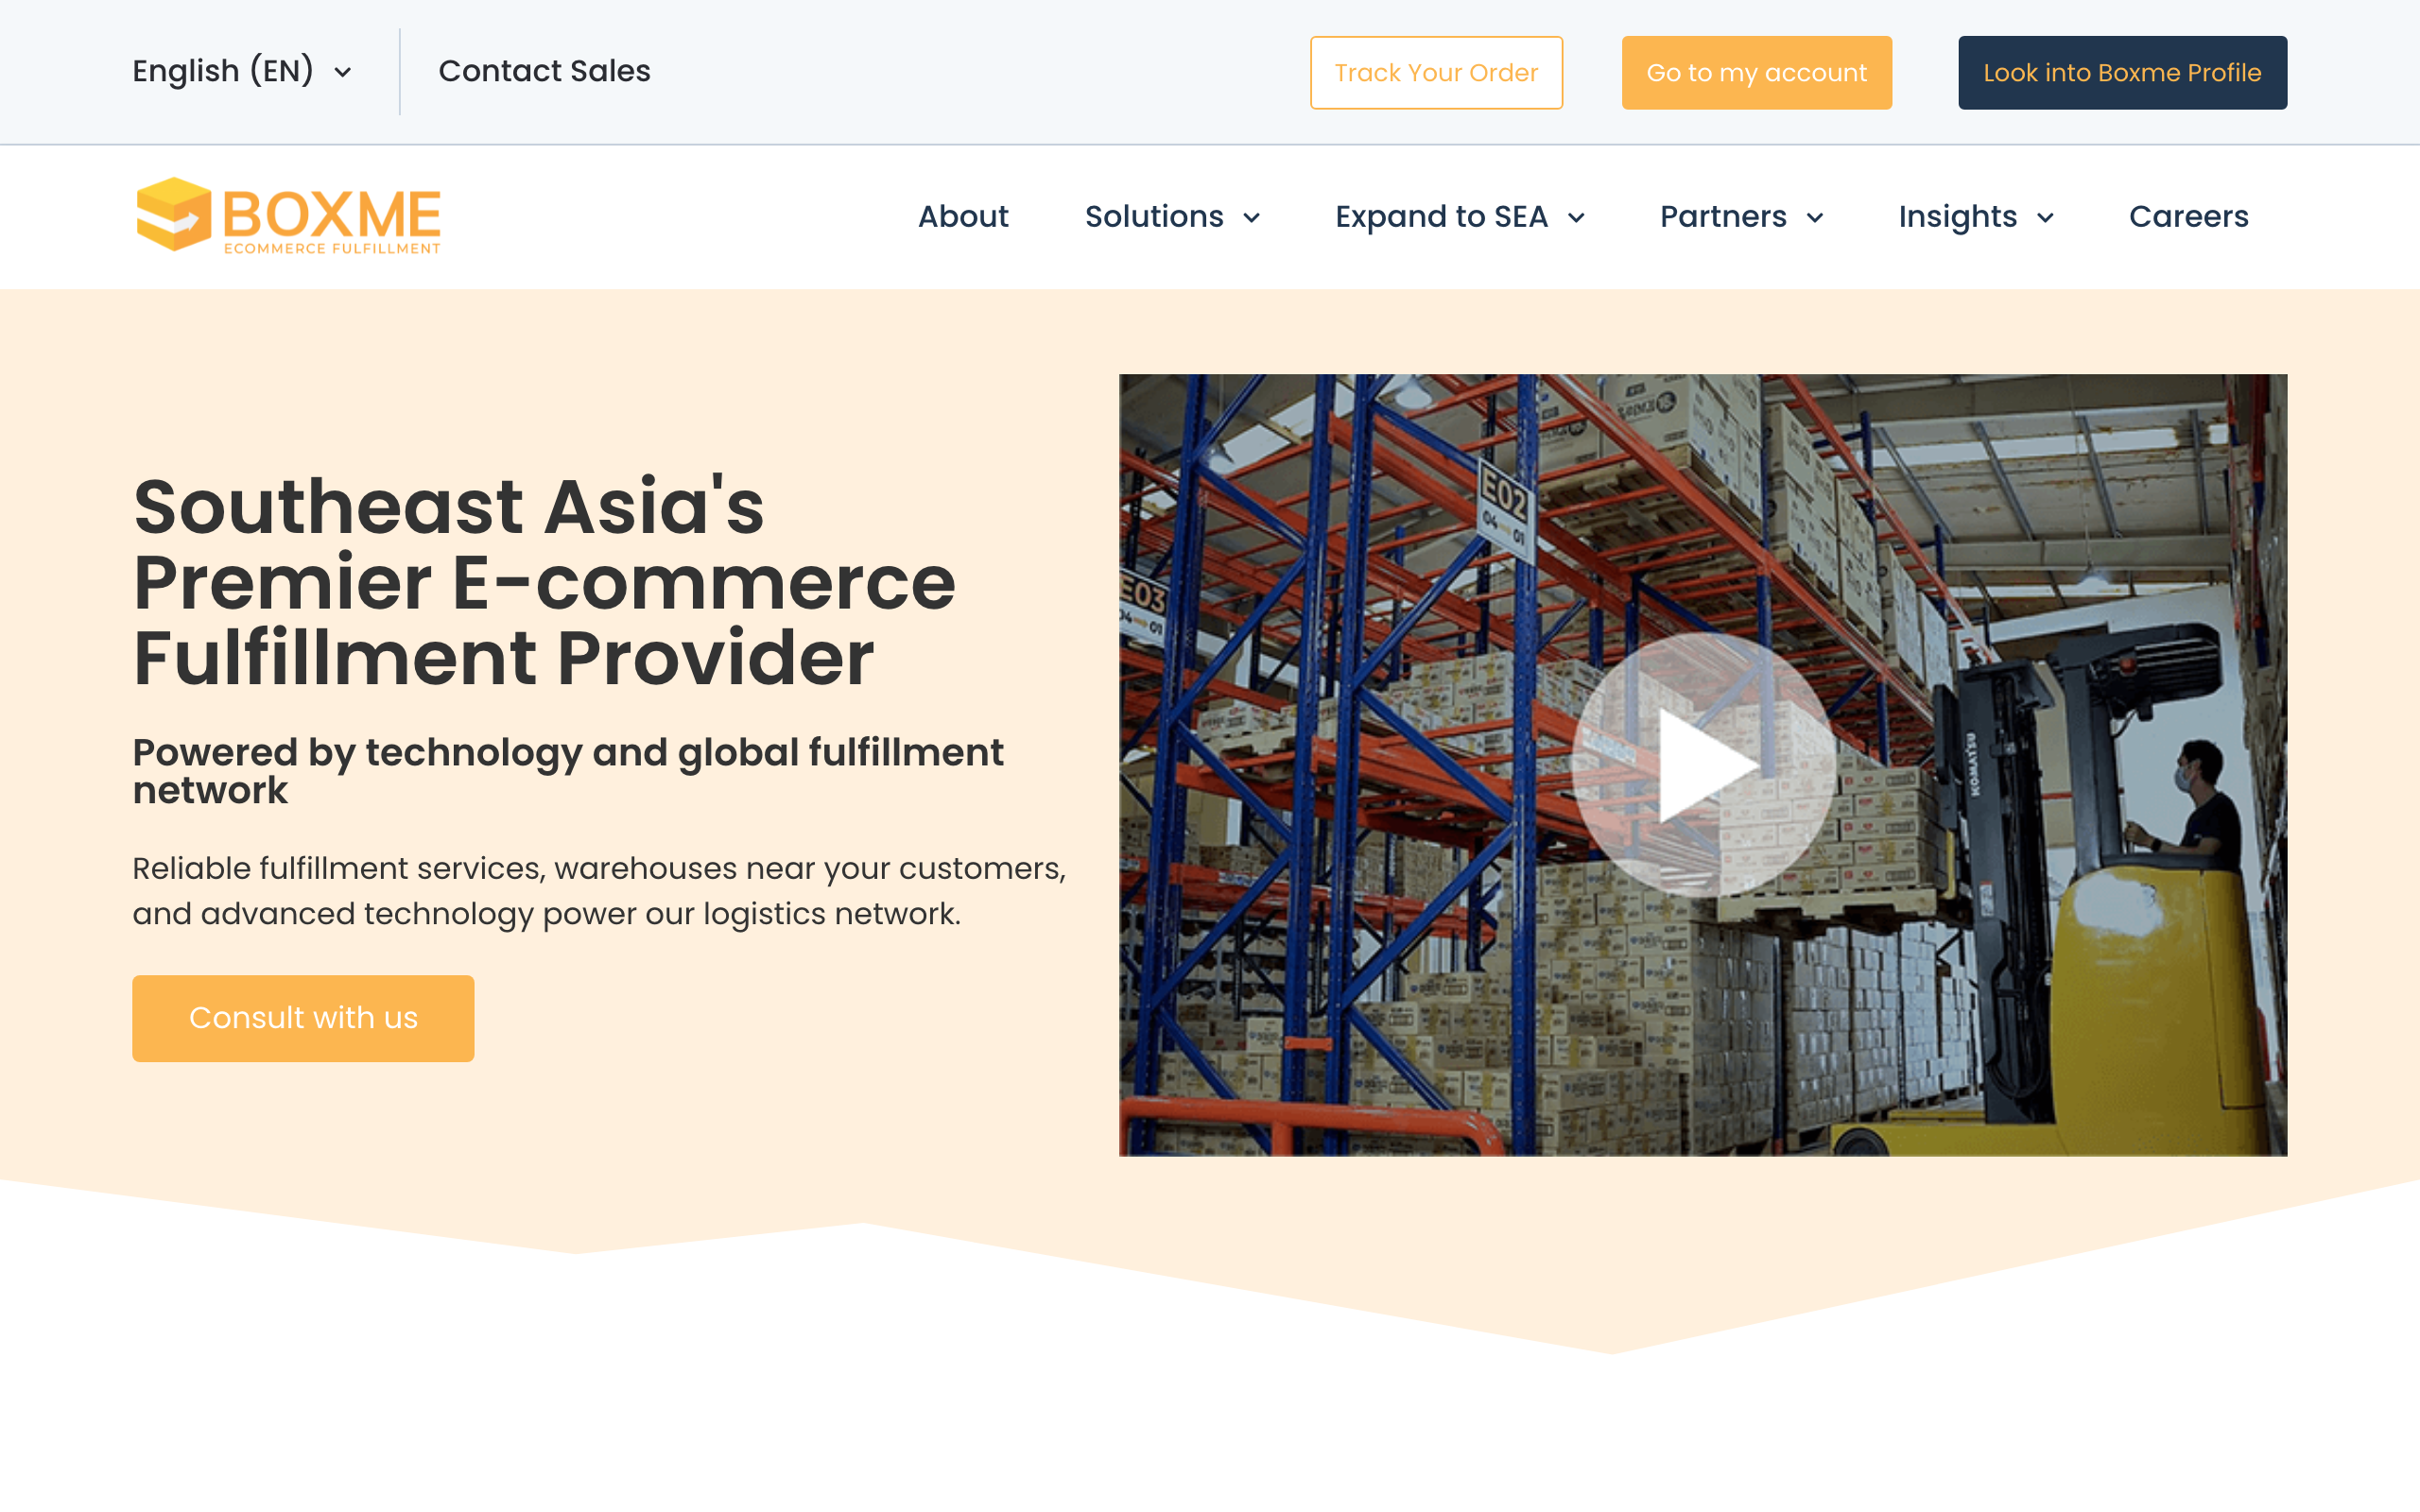 English (EN)
Contact Sales
Track Your Order
Go to my account
Look into Boxme Profile
BOXME
ECOMMERCE FULFILLMENT
About
Solutions
Expand to SEA
Partners
Insights
Careers
Southeast Asia's
Premier E-commerce
Fulfillment Provider
Powered by technology and global fulfillment
network
Reliable fulfillment services, warehouses near your customers,
and advanced technology power our logistics network.
Consult with us
E02
04 01
E03
04 01
KOMATSU